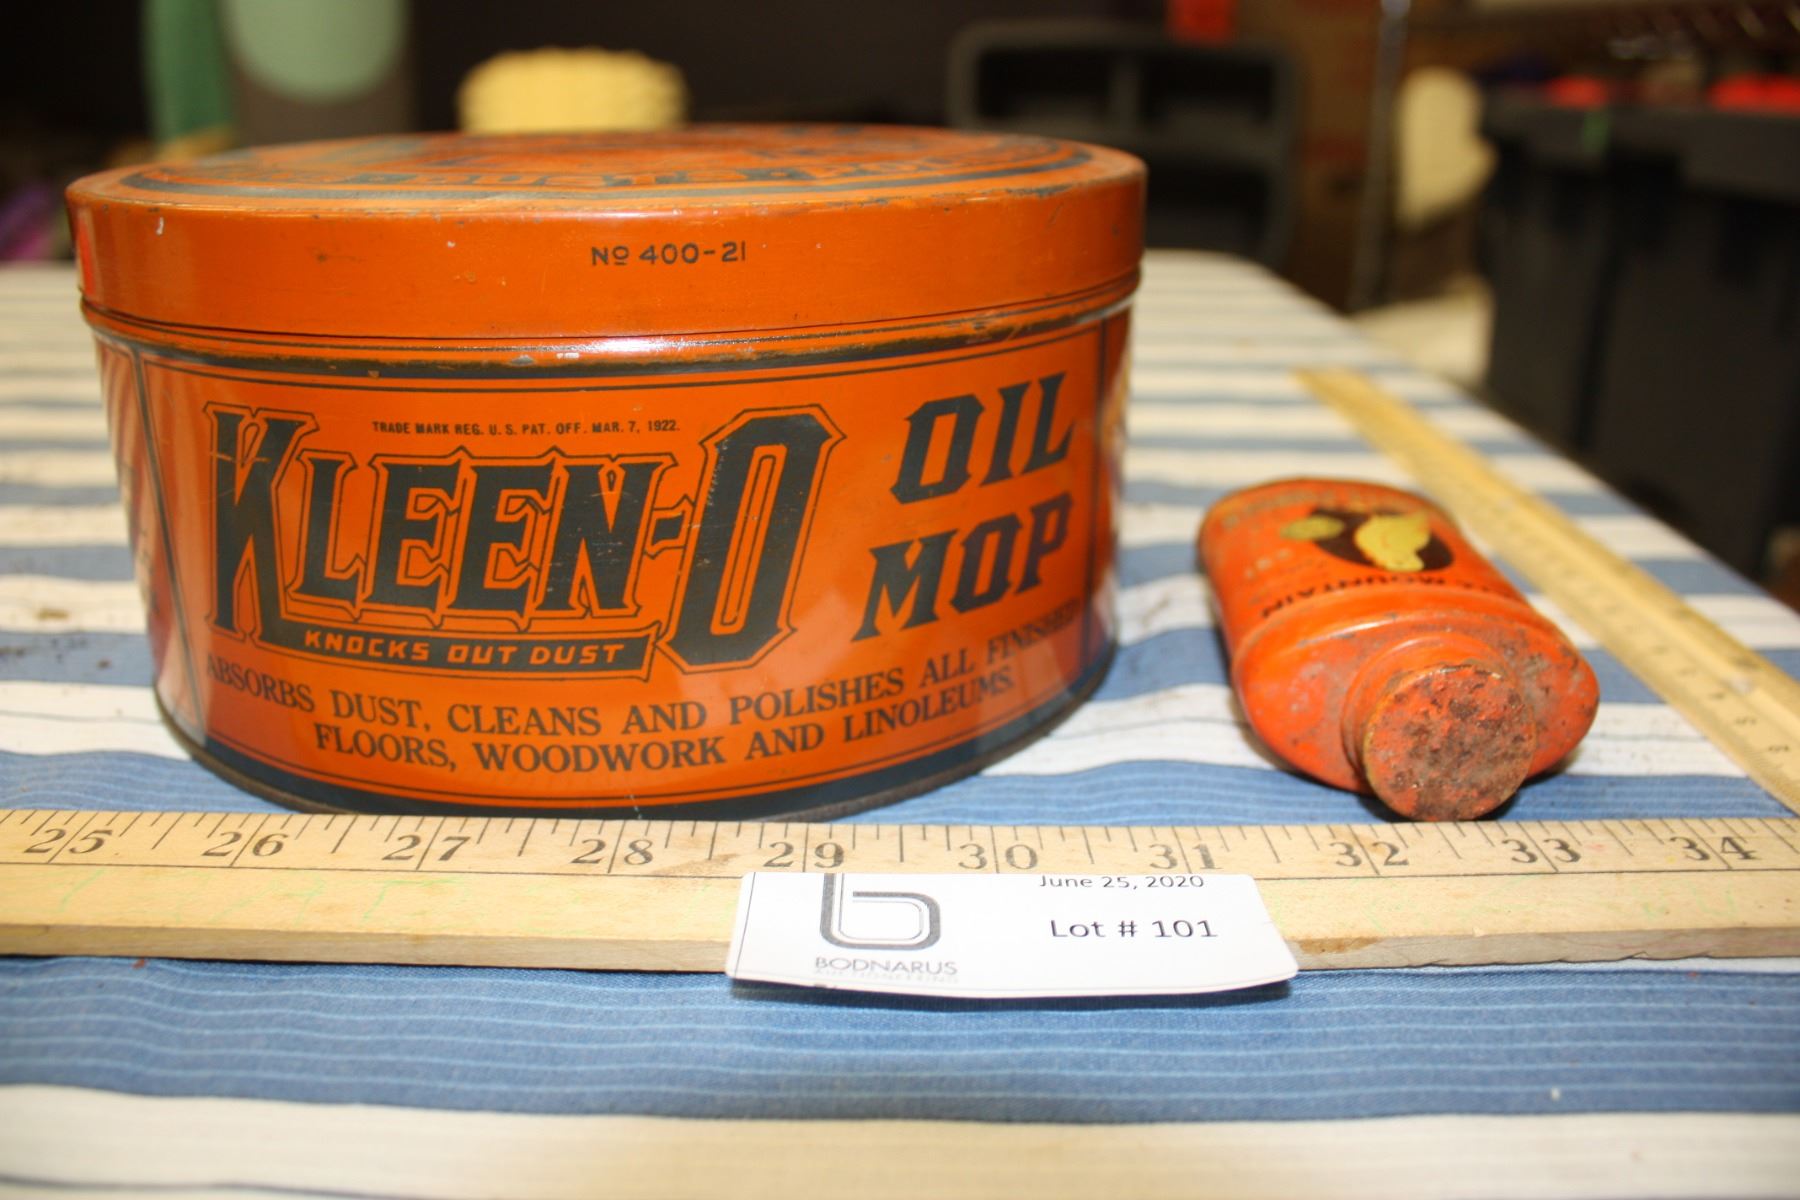 No 400-21
TRADE MARK REG. U.S. PAT. OFF. MAR. 7, 1922.
KLEEN-O
OIL
MOP
KNOCKS OUT DUST
ABSORBS DUST, CLEANS AND POLISHES ALL FINISHED
FLOORS, WOODWORK AND LINOLEUMS.
MOUNTAIN
25 26 27 28 29 30 31 32 33 34
June 25, 2020
Lot # 101
BODNARUS
AUCTIONEERING